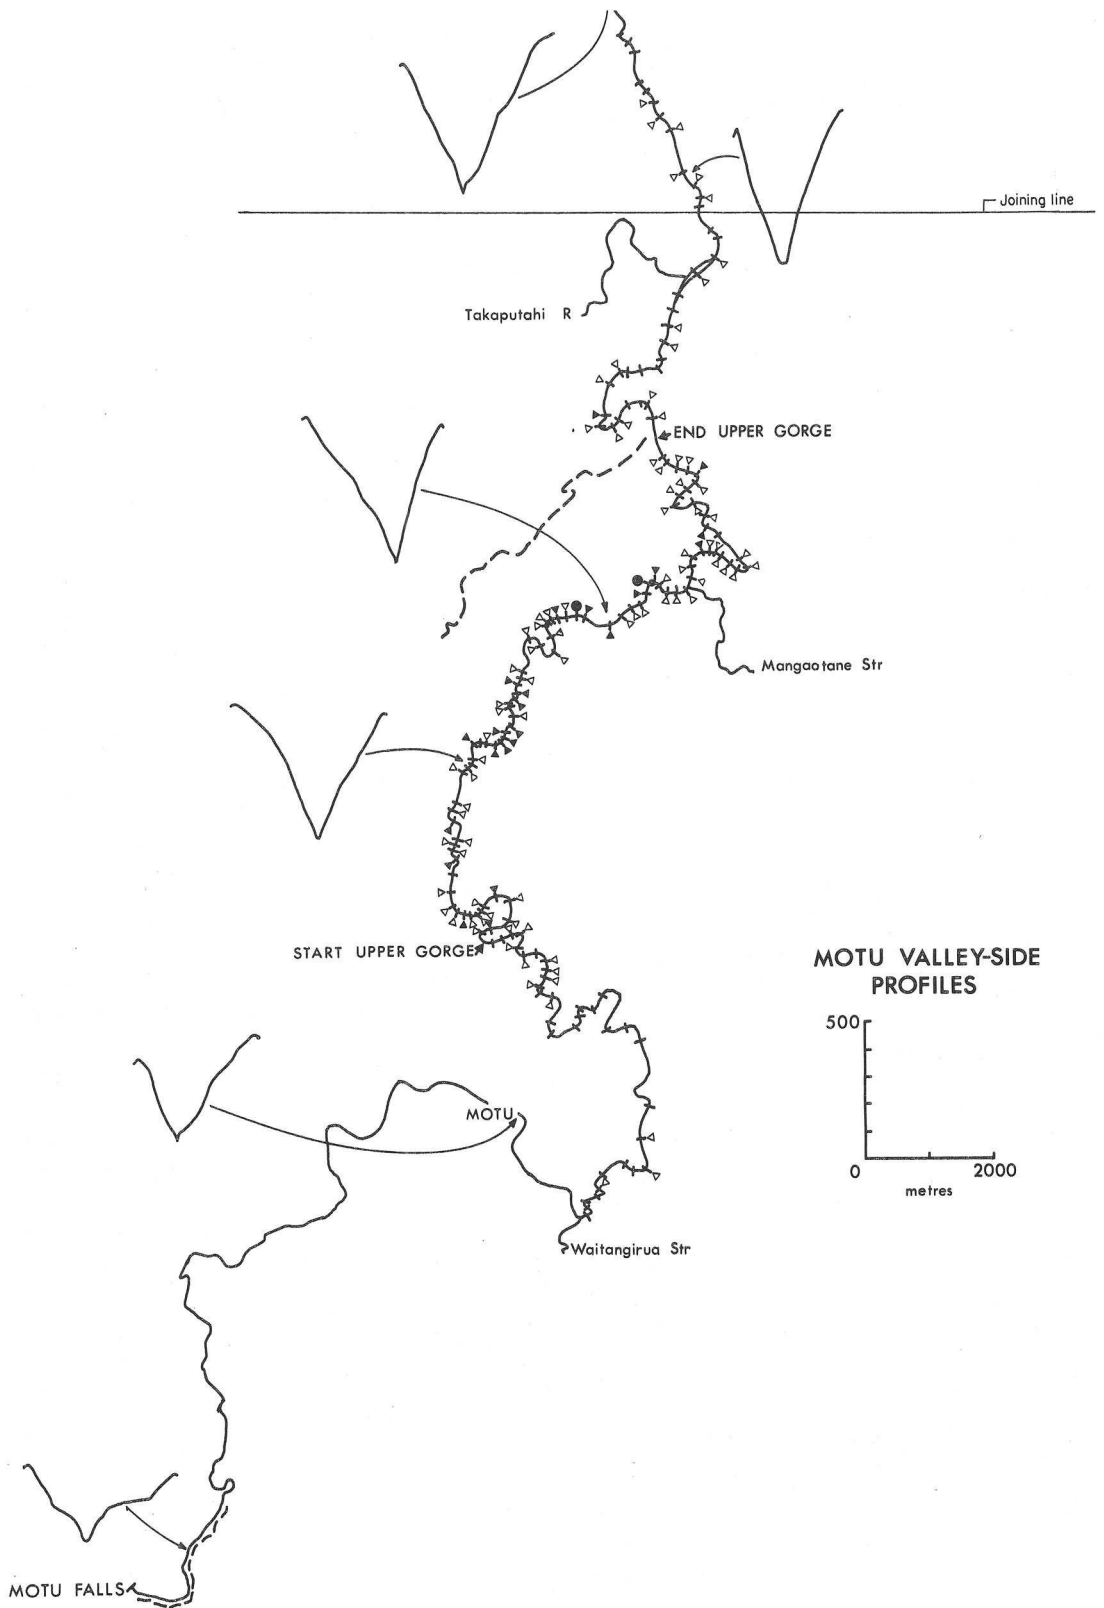 Joining line
Takaputahi R
END UPPER GORGE
Mangaotane Str
START UPPER GORGE
MOTU VALLEY-SIDE
PROFILES
500
MOTU
0
2000
metres
Waitangirua Str
MOTU FALLS